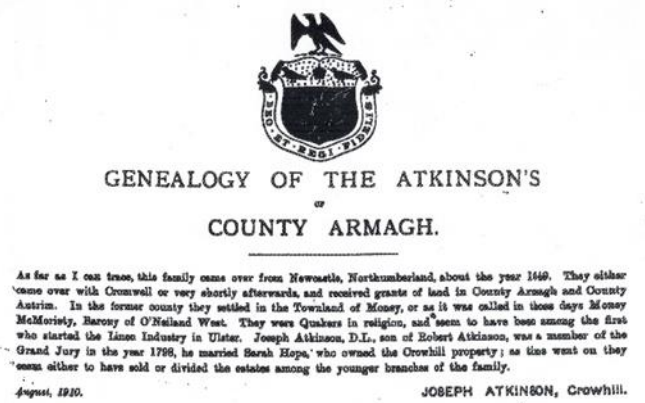 DEO · ET · REGI · FIDELIS
GENEALOGY OF THE ATKINSON'S
OF
COUNTY ARMAGH.
As far as I can trace, this family came over from Newcastle, Northumberland, about the year 1649. They either
came over with Cromwell or very shortly afterwards, and received grants of land in County Armagh and County
Antrim. In the former county they settled in the Townland of Money, or as it was called in those days Money
McMoriety, Barony of O'Neiland West. They were Quakers in religion, and seem to have been among the first
who started the Linen Industry in Ulster. Joseph Atkinson, D.L., son of Robert Atkinson, was a member of the
Grand Jury in the year 1798, he married Sarah Hope, who owned the Crowhill property; as time went on they
seem either to have sold or divided the estates among the younger branches of the family.
August, 1910.
JOSEPH ATKINSON, Crowhill.